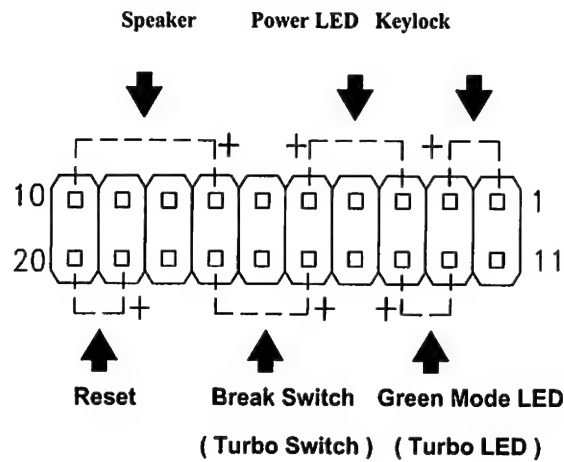 Speaker Power LED Keylock
+ + +
10 1
20 11
+ + +
Reset Break Switch Green Mode LED
( Turbo Switch ) ( Turbo LED )